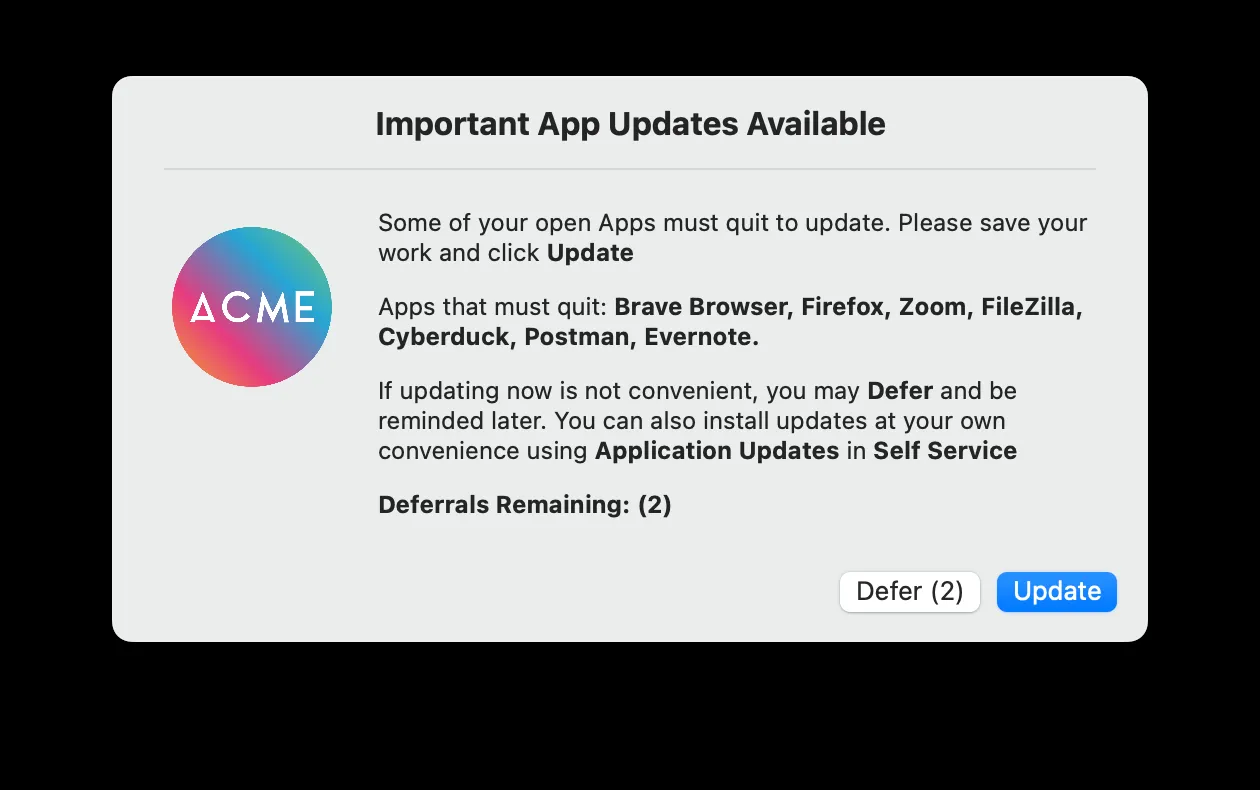 Important App Updates Available
Some of your open Apps must quit to update. Please save your
work and click Update
ACME
Apps that must quit: Brave Browser, Firefox, Zoom, FileZilla,
Cyberduck, Postman, Evernote.
If updating now is not convenient, you may Defer and be
reminded later. You can also install updates at your own
convenience using Application Updates in Self Service
Deferrals Remaining: (2)
Defer (2)
Update